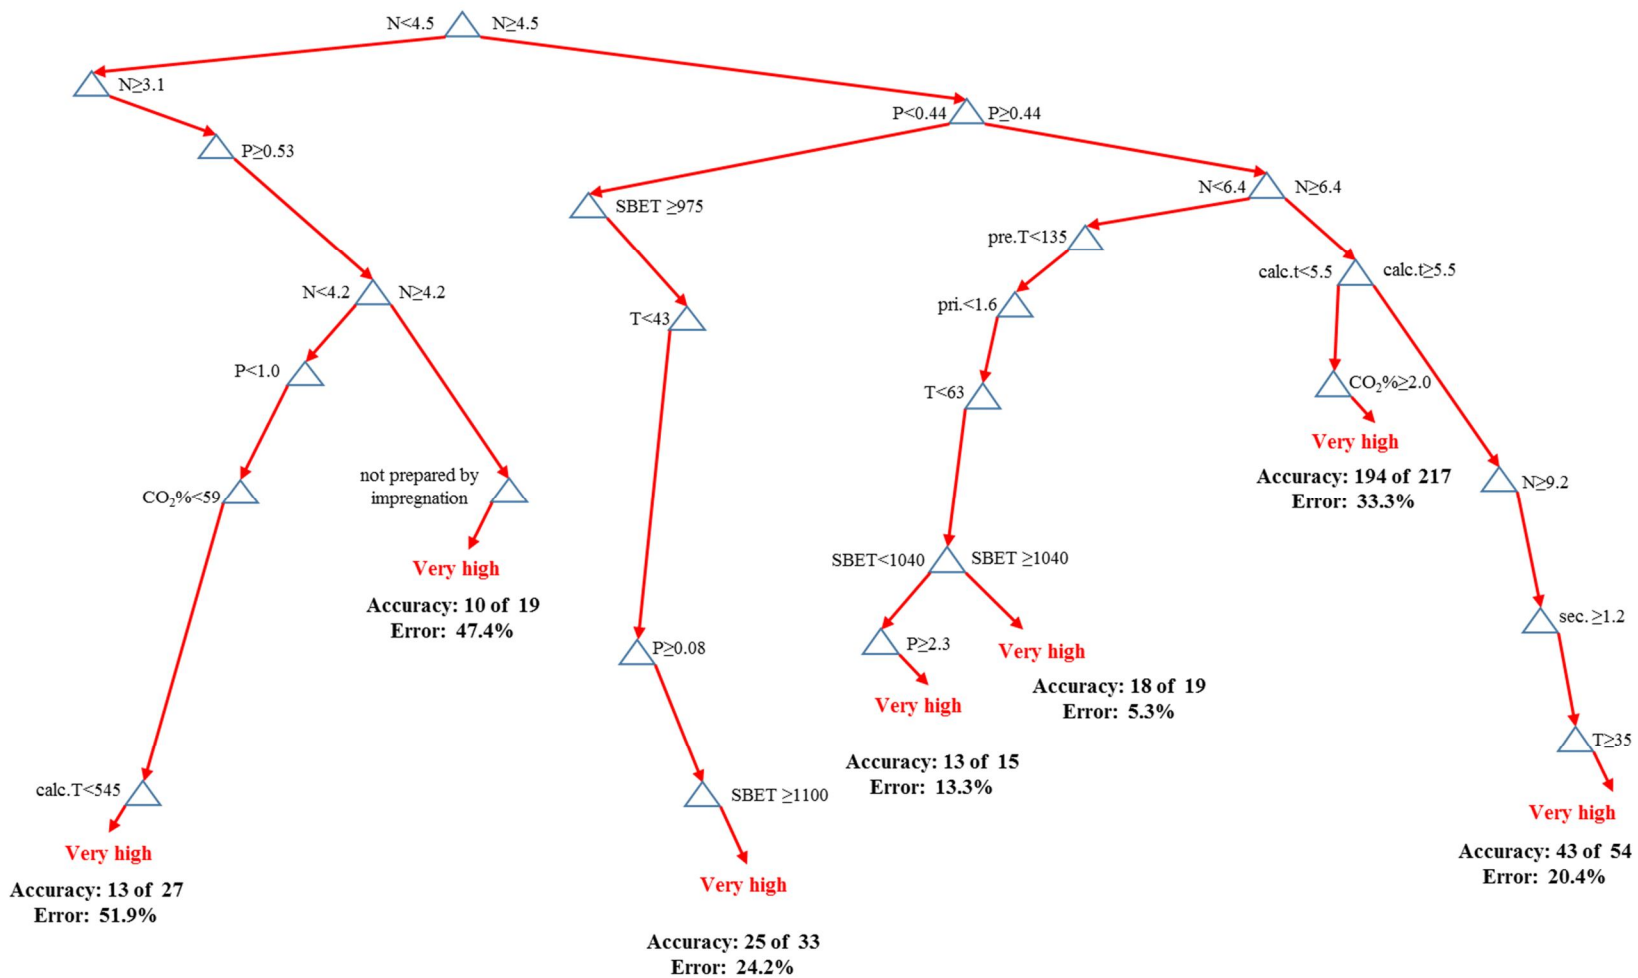 N<4.5
N≥4.5
N≥3.1
P<0.44
P≥0.44
P≥0.53
N<6.4
N≥6.4
SBET ≥975
pre.T<135
calc.t<5.5
calc.t≥5.5
N<4.2
N≥4.2
pri.<1.6
T<43
P<1.0
CO₂%≥2.0
T<63
Very high
Accuracy: 194 of 217
Error: 33.3%
not prepared by
impregnation
CO₂%<59
N≥9.2
SBET<1040
SBET ≥1040
Very high
Accuracy: 10 of 19
Error: 47.4%
sec. ≥1.2
P≥0.08
P≥2.3
Very high
Accuracy: 18 of 19
Error: 5.3%
Very high
Accuracy: 13 of 15
Error: 13.3%
T≥35
calc.T<545
SBET ≥1100
Very high
Accuracy: 43 of 54
Error: 20.4%
Very high
Accuracy: 13 of 27
Error: 51.9%
Very high
Accuracy: 25 of 33
Error: 24.2%